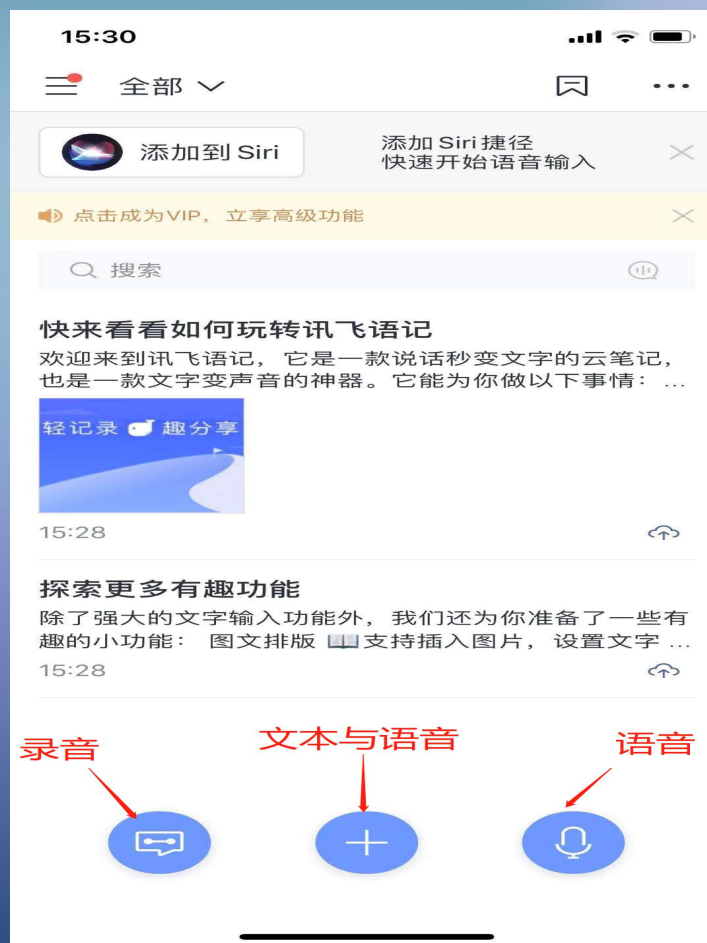 15:30
全部
添加到 Siri
添加 Siri 捷径
快速开始语音输入
点击成为VIP，立享高级功能
搜索
快来看看如何玩转讯飞语记
欢迎来到讯飞语记，它是一款说话秒变文字的云笔记，
也是一款文字变声音的神器。它能为你做以下事情： ...
轻记录 趣分享
15:28
探索更多有趣功能
除了强大的文字输入功能外，我们还为你准备了一些有
趣的小功能： 图文排版 📖支持插入图片，设置文字 ...
15:28
录音
文本与语音
语音